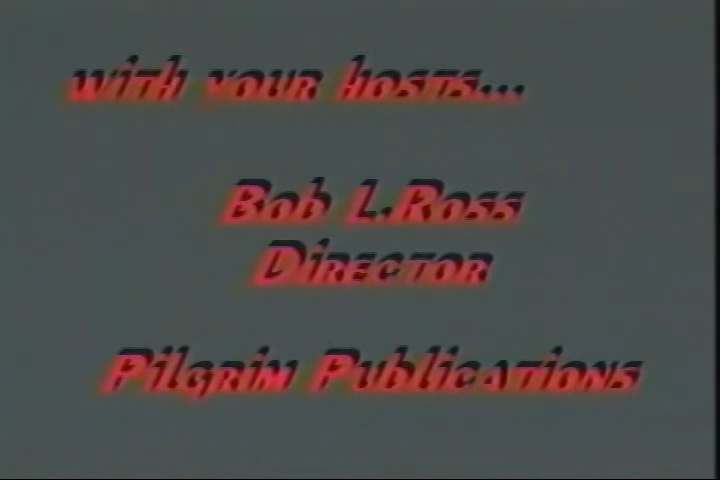 with your hosts...
Bob L.Ross
Director
Pilgrim Publications